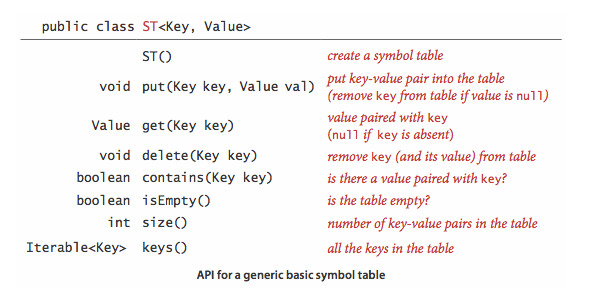 public class ST<Key, Value>
ST() create a symbol table
void put(Key key, Value val) put key-value pair into the table
(remove key from table if value is null)
Value get(Key key) value paired with key
(null if key is absent)
void delete(Key key) remove key (and its value) from table
boolean contains(Key key) is there a value paired with key?
boolean isEmpty() is the table empty?
int size() number of key-value pairs in the table
Iterable<Key> keys() all the keys in the table
API for a generic basic symbol table